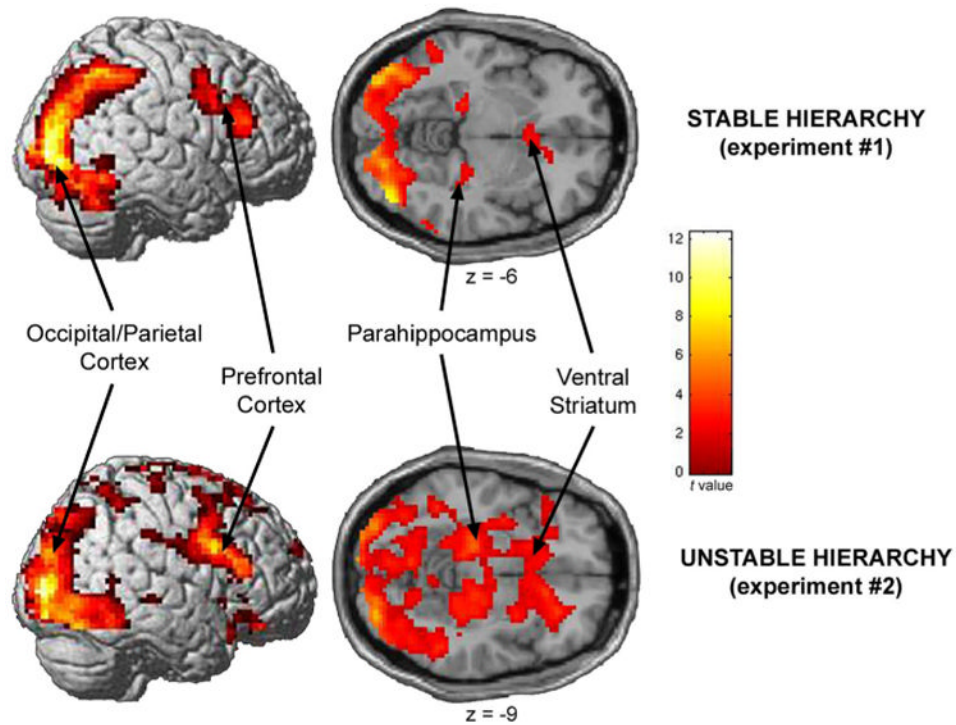 STABLE HIERARCHY
(experiment #1)
z = -6
12
10
8
6
4
2
0
t value
Occipital/Parietal
Cortex
Prefrontal
Cortex
Parahippocampus
Ventral
Striatum
UNSTABLE HIERARCHY
(experiment #2)
z = -9